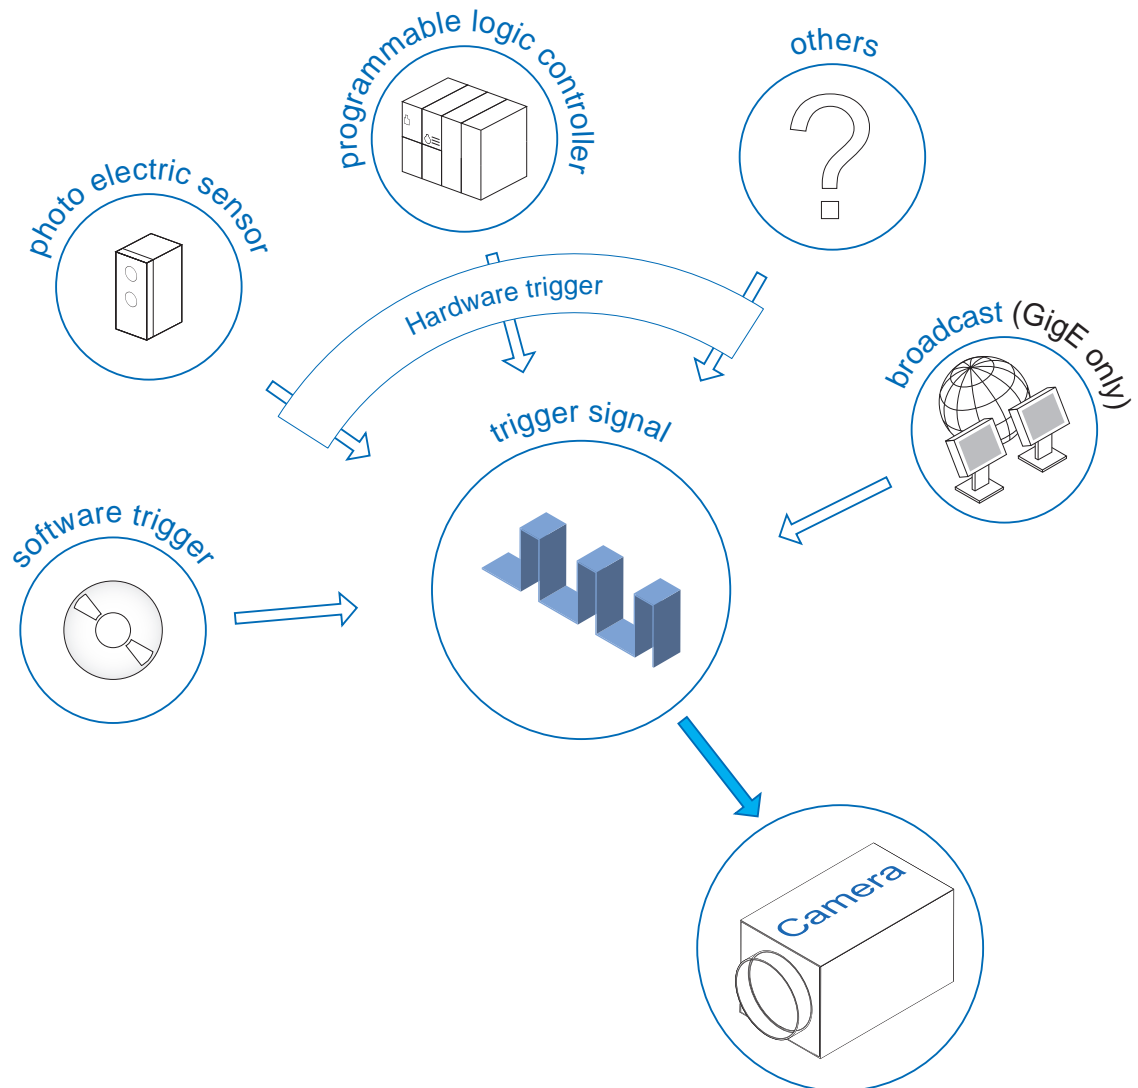 programmable logic controller
others
photo electric sensor
Hardware trigger
broadcast (GigE only)
trigger signal
software trigger
Camera